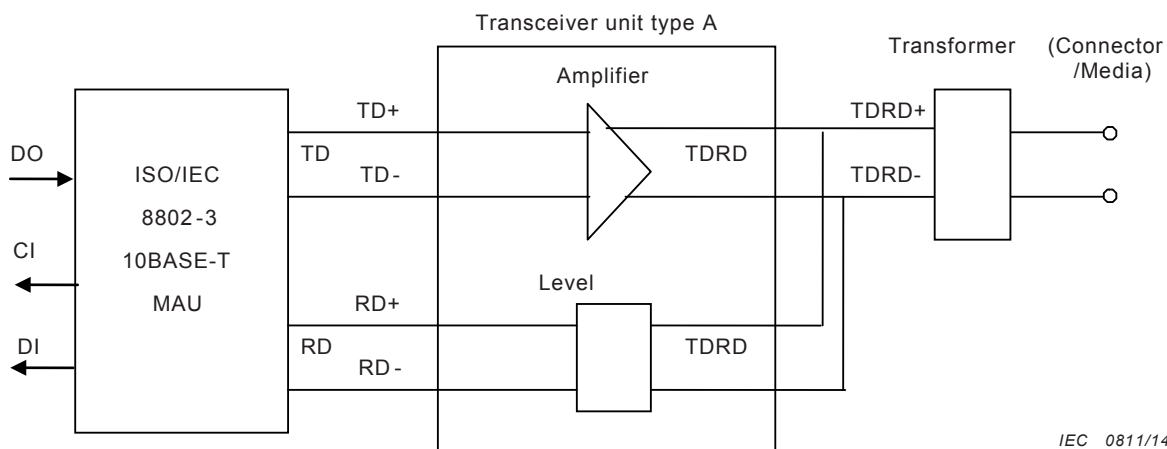 Transceiver unit type A
Transformer
(Connector
/Media)
Amplifier
TD+
TDRD+
DO
TD
TDRD
ISO/IEC
TD-
TDRD-
8802-3
CI
10BASE-T
Level
MAU
RD+
DI
RD
TDRD
RD-
IEC 0811/14